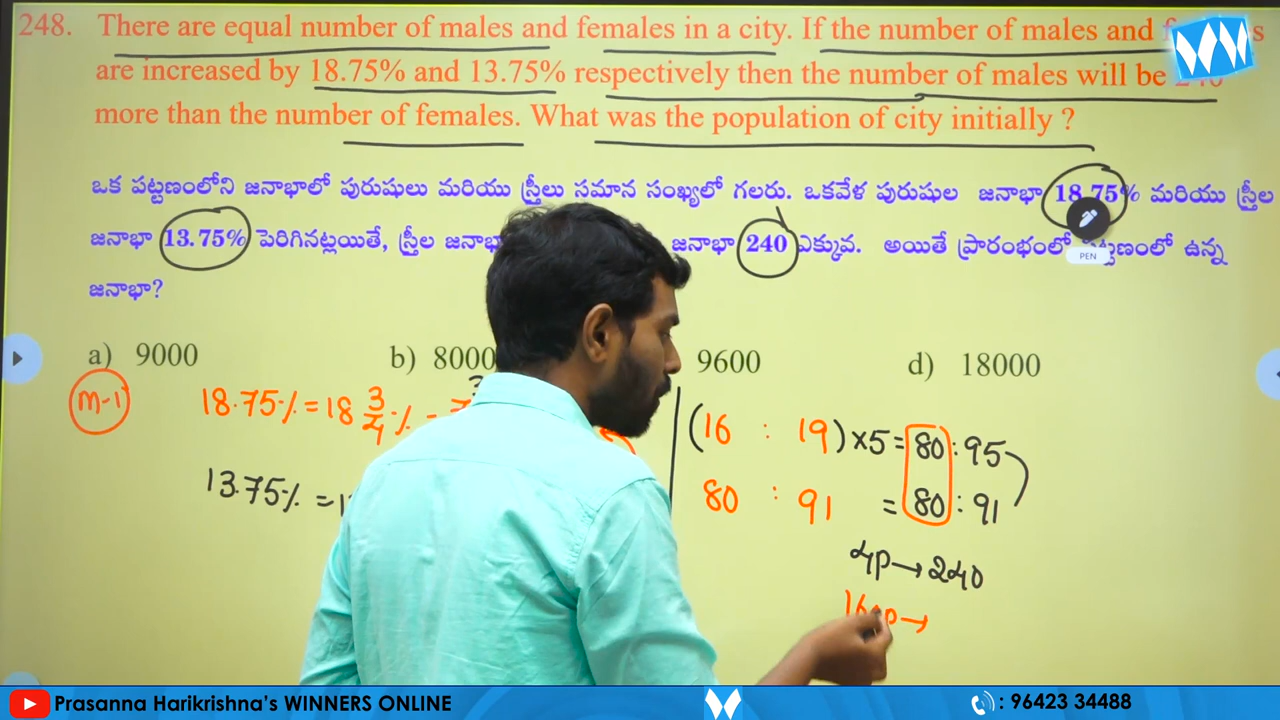 248. There are equal number of males and females in a city. If the number of males and
are increased by 18.75% and 13.75% respectively then the number of males will be 240
more than the number of females. What was the population of city initially ?
ఒక పట్టణంలోని జనాభాలో పురుషులు మరియు స్త్రీలు సమాన సంఖ్యలో గలరు. ఒకవేళ పురుషుల జనాభా 18.75% మరియు స్త్రీల
జనాభా 13.75% పెరిగినట్లయితే, స్త్రీల జనాభా జనాభా 240 ఎక్కువ. అయితే ప్రారంభంలో ఉన్న
జనాభా?
PEN
a) 9000 b) 8000 9600 d) 18000
M-1 18.75% = 18 3/4 % = (16 : 19) ×5 = 80 : 95
13.75% = 80 : 91 = 80 : 91
4P → 240
160P →
Prasanna Harikrishna's WINNERS ONLINE : 96423 34488